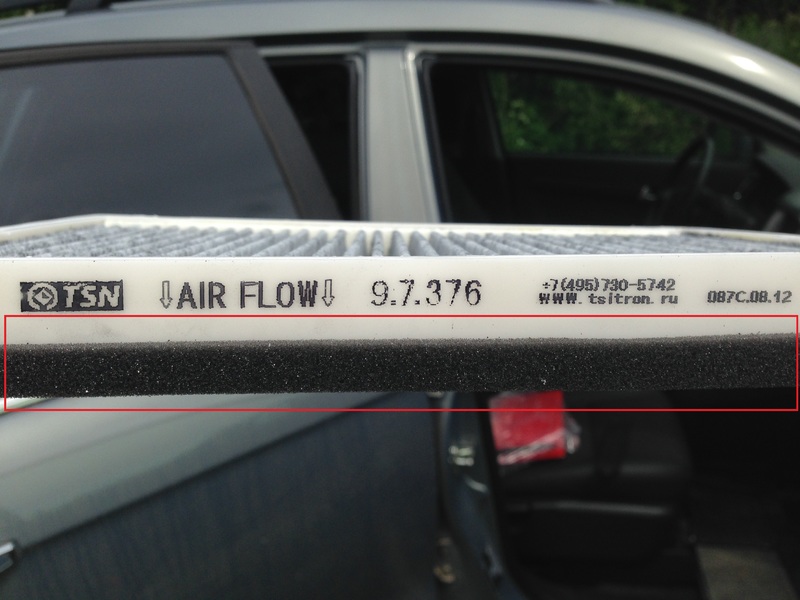 TSN ⇩AIR FLOW⇩ 9.7.376 +7(495)730-5742
www.tsitron.ru 087C.08.12